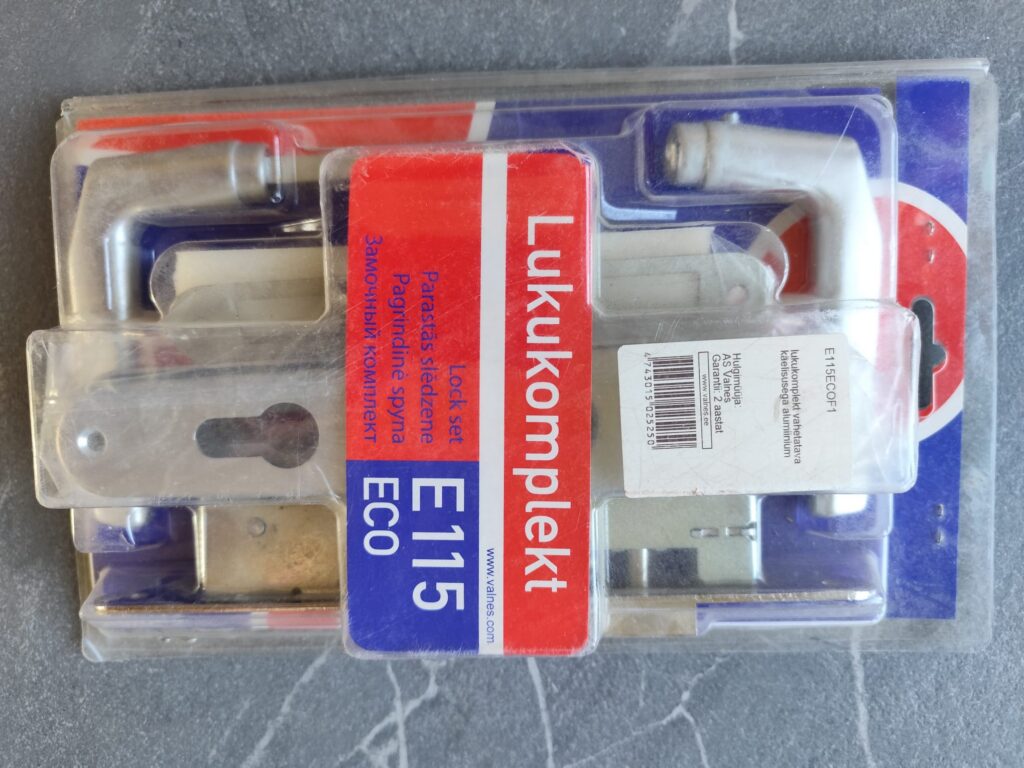 Lukukomplekt
www.valnes.com
Lock set
Parastās slēdzene
Pagrindinė spyna
Замочный комплект
E115
ECO
E115ECOF1
lukukomplekt vahetatava
käelisusega alumiinium
www.valnes.ee
Hulgimüüja
AS Valnes
Garantii: 2 aastat
4743015025250